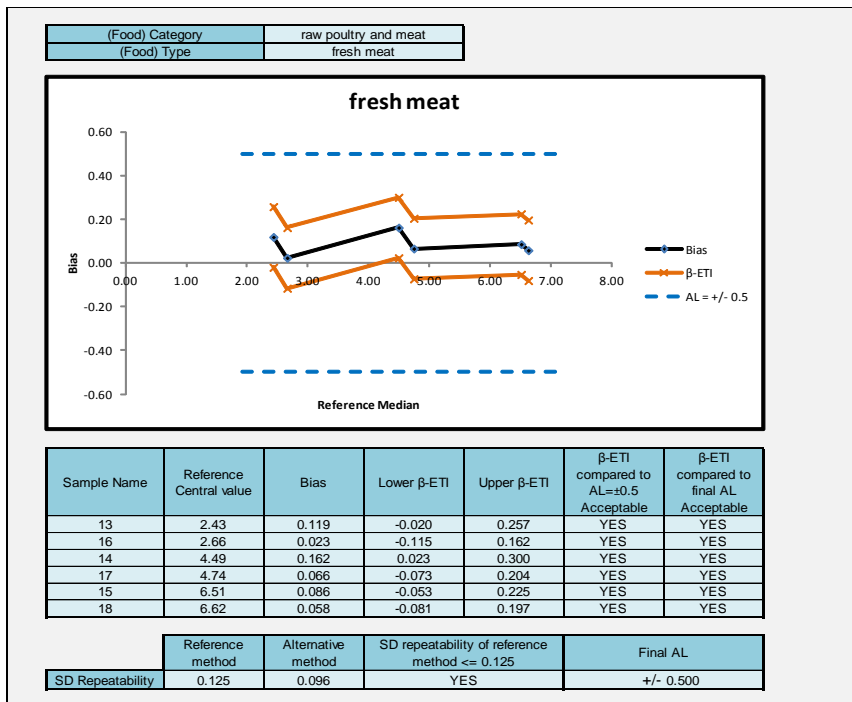 (Food) Category raw poultry and meat
(Food) Type fresh meat
fresh meat
0.60
0.40
0.20
0.00
-0.20
-0.40
-0.60
0.00 1.00 2.00 3.00 4.00 5.00 6.00 7.00 8.00
Bias
Reference Median
Bias
β-ETI
AL = +/- 0.5
Sample Name Reference Central value Bias Lower β-ETI Upper β-ETI β-ETI compared to AL=±0.5 Acceptable β-ETI compared to final AL Acceptable
13 2.43 0.119 -0.020 0.257 YES YES
16 2.66 0.023 -0.115 0.162 YES YES
14 4.49 0.162 0.023 0.300 YES YES
17 4.74 0.066 -0.073 0.204 YES YES
15 6.51 0.086 -0.053 0.225 YES YES
18 6.62 0.058 -0.081 0.197 YES YES
Reference method Alternative method SD repeatability of reference method <= 0.125 Final AL
SD Repeatability 0.125 0.096 YES +/- 0.500